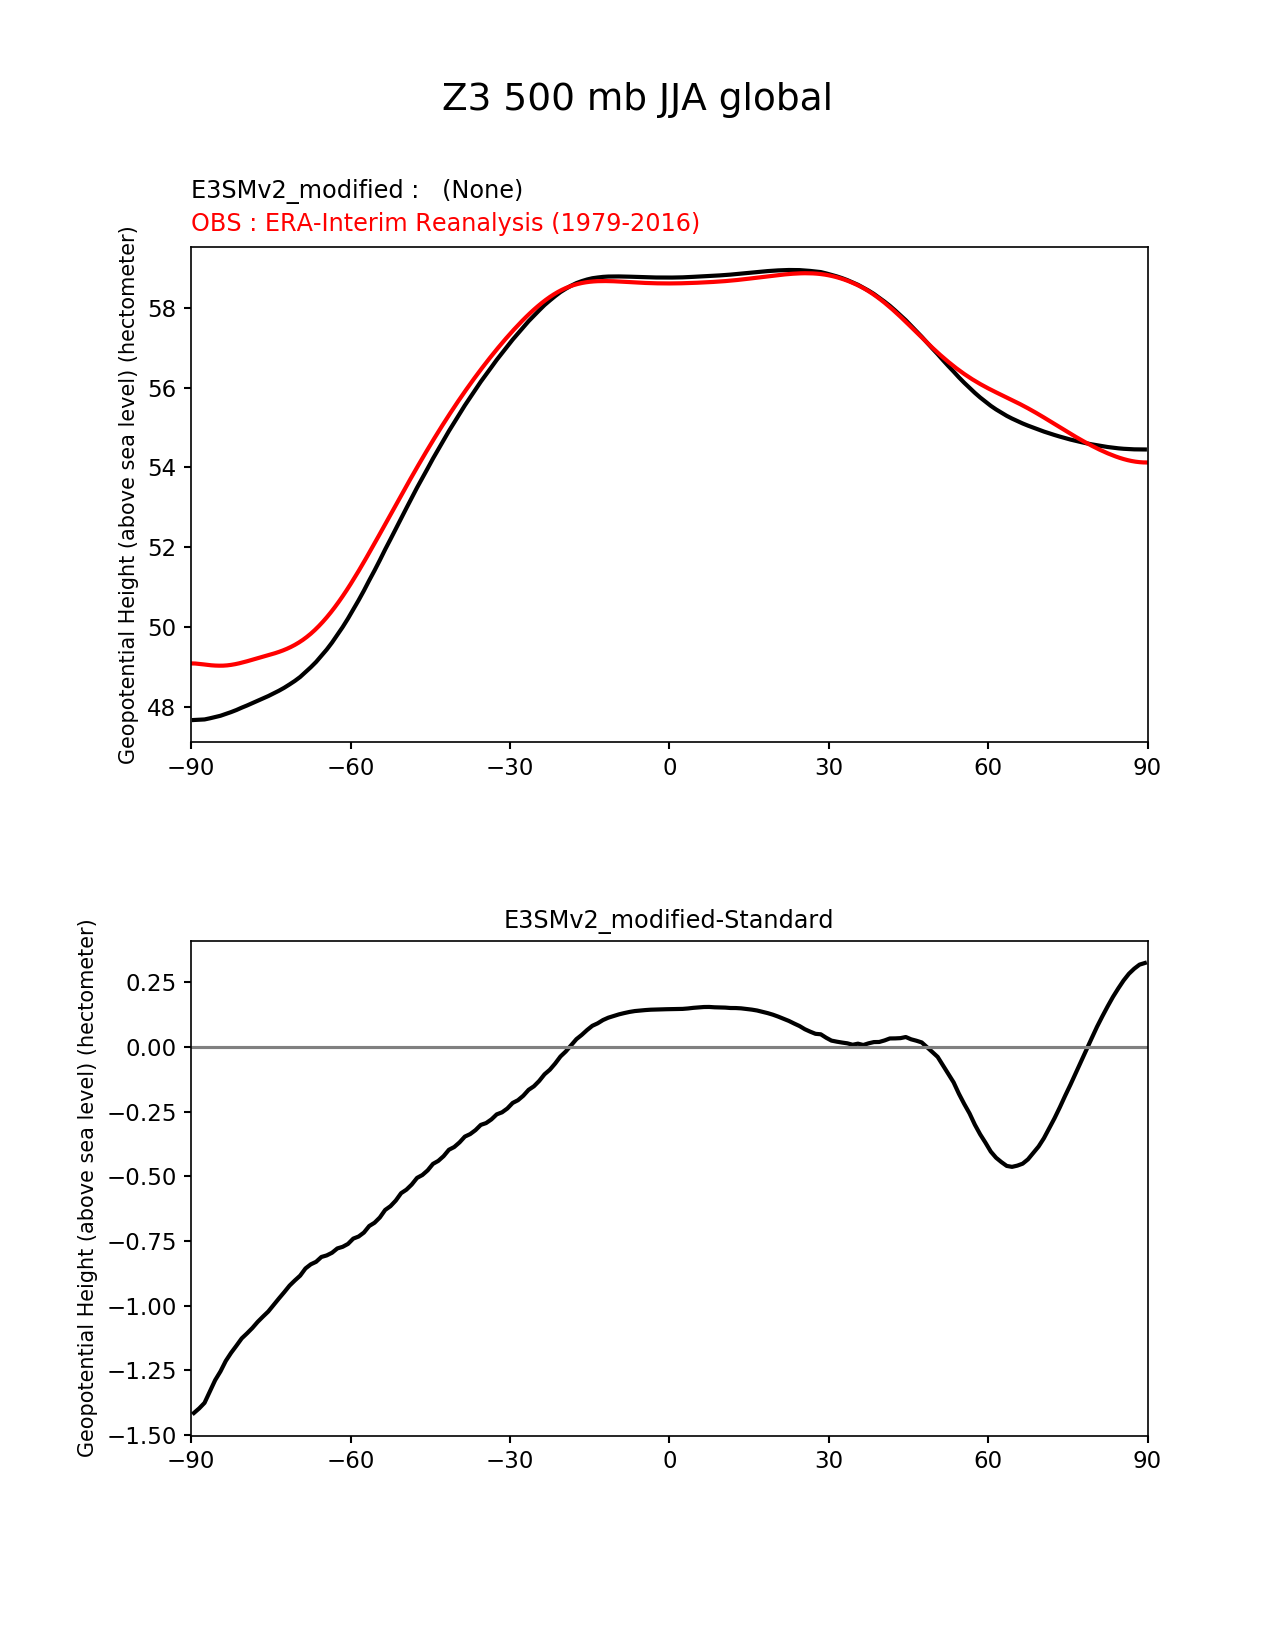 Z3 500 mb JJA global
E3SMv2_modified :   (None)
OBS : ERA-Interim Reanalysis (1979-2016)
Geopotential Height (above sea level) (hectometer)
58
56
54
52
50
48
−90 −60 −30 0 30 60 90
E3SMv2_modified-Standard
Geopotential Height (above sea level) (hectometer)
0.25
0.00
−0.25
−0.50
−0.75
−1.00
−1.25
−1.50
−90 −60 −30 0 30 60 90